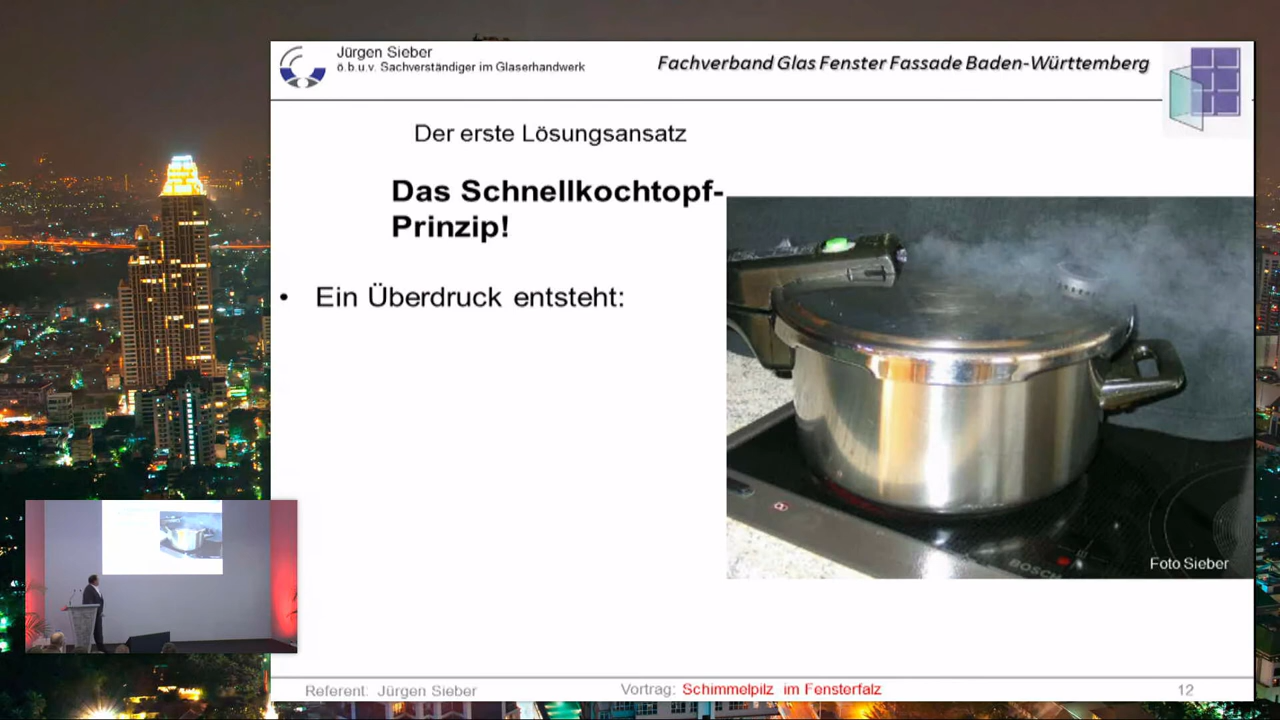 Jürgen Sieber
ö.b.u.v. Sachverständiger im Glaserhandwerk
Fachverband Glas Fenster Fassade Baden-Württemberg
Der erste Lösungsansatz
Das Schnellkochtopf-
Prinzip!
• Ein Überdruck entsteht:
BOSCH
Foto Sieber
Referent: Jürgen Sieber
Vortrag: Schimmelpilz im Fensterfalz
12